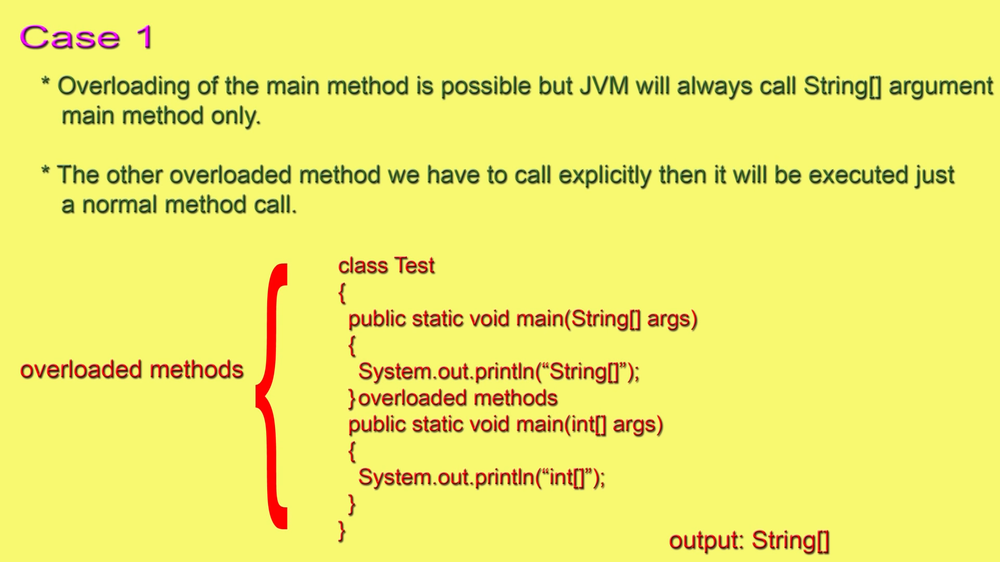 Case 1
* Overloading of the main method is possible but JVM will always call String[] argument
main method only.
* The other overloaded method we have to call explicitly then it will be executed just
a normal method call.
class Test
{
public static void main(String[] args)
{
System.out.println(“String[]”);
}overloaded methods
public static void main(int[] args)
{
System.out.println(“int[]”);
}
}
overloaded methods
output: String[]